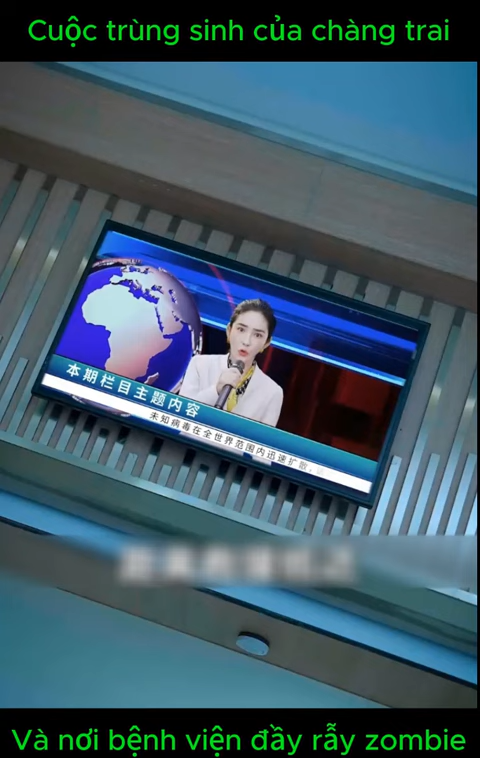 Cuộc trùng sinh của chàng trai
本期栏目主题内容
未知病毒在全世界范围内迅速扩散，
Và nơi bệnh viện đầy rẫy zombie